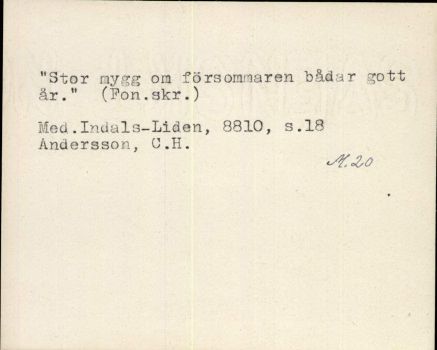 "Stor mygg om försommaren bådar gott
år." (Fon.skr.)
Med.Indals-Liden, 8810, s.18
Andersson, C.H.
M.20